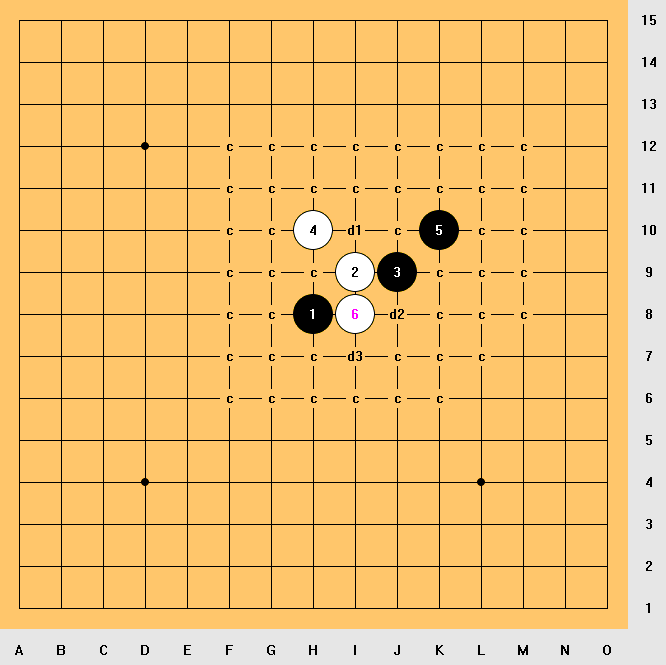 15
14
13
c c c c c c c c 12
c c c c c c c c 11
c c 4 d1 c 5 c c 10
c c c 2 3 c c c 9
c c 1 6 d2 c c c 8
c c c d3 c c c 7
c c c c c c 6
5
4
3
2
1
A B C D E F G H I J K L M N O